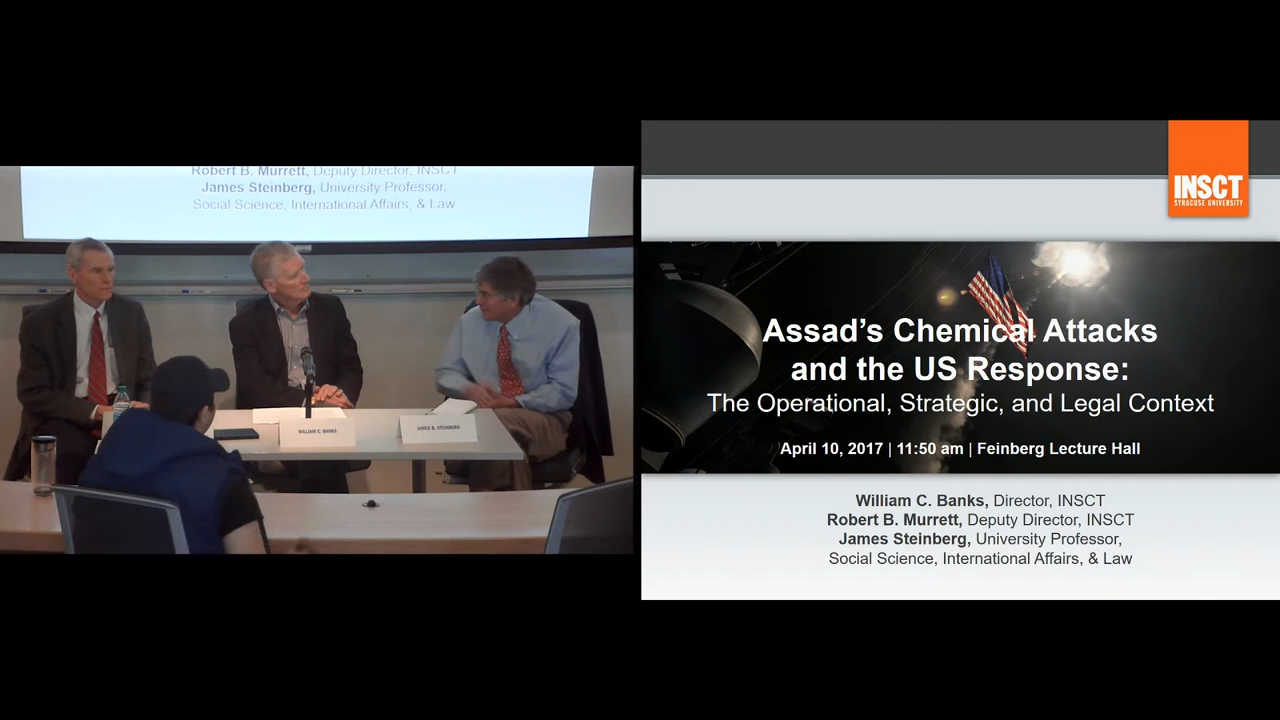 Robert B. Murrett, Deputy Director, INSCT
James Steinberg, University Professor,
Social Science, International Affairs, & Law
WILLIAM C. BANKS
JAMES B. STEINBERG
INSCT
SYRACUSE UNIVERSITY
Assad's Chemical Attacks
and the US Response:
The Operational, Strategic, and Legal Context
April 10, 2017 | 11:50 am | Feinberg Lecture Hall
William C. Banks, Director, INSCT
Robert B. Murrett, Deputy Director, INSCT
James Steinberg, University Professor,
Social Science, International Affairs, & Law